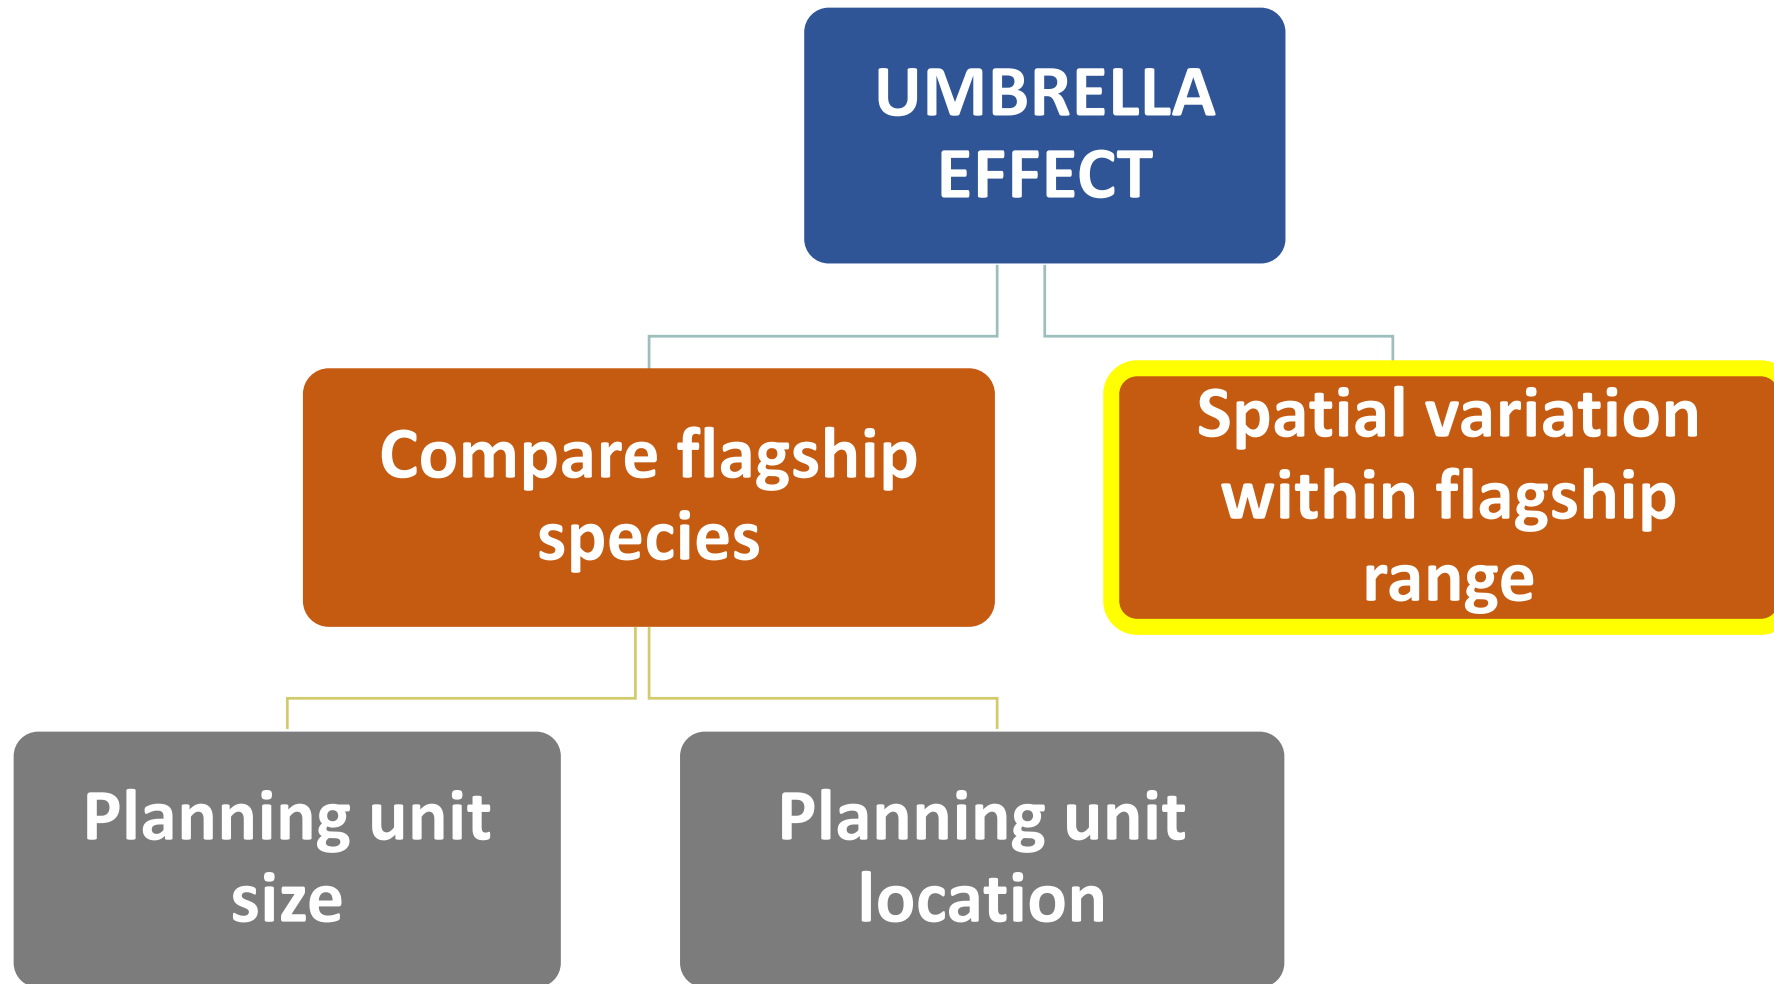 UMBRELLA
EFFECT
Compare flagship
species
Spatial variation
within flagship
range
Planning unit
size
Planning unit
location